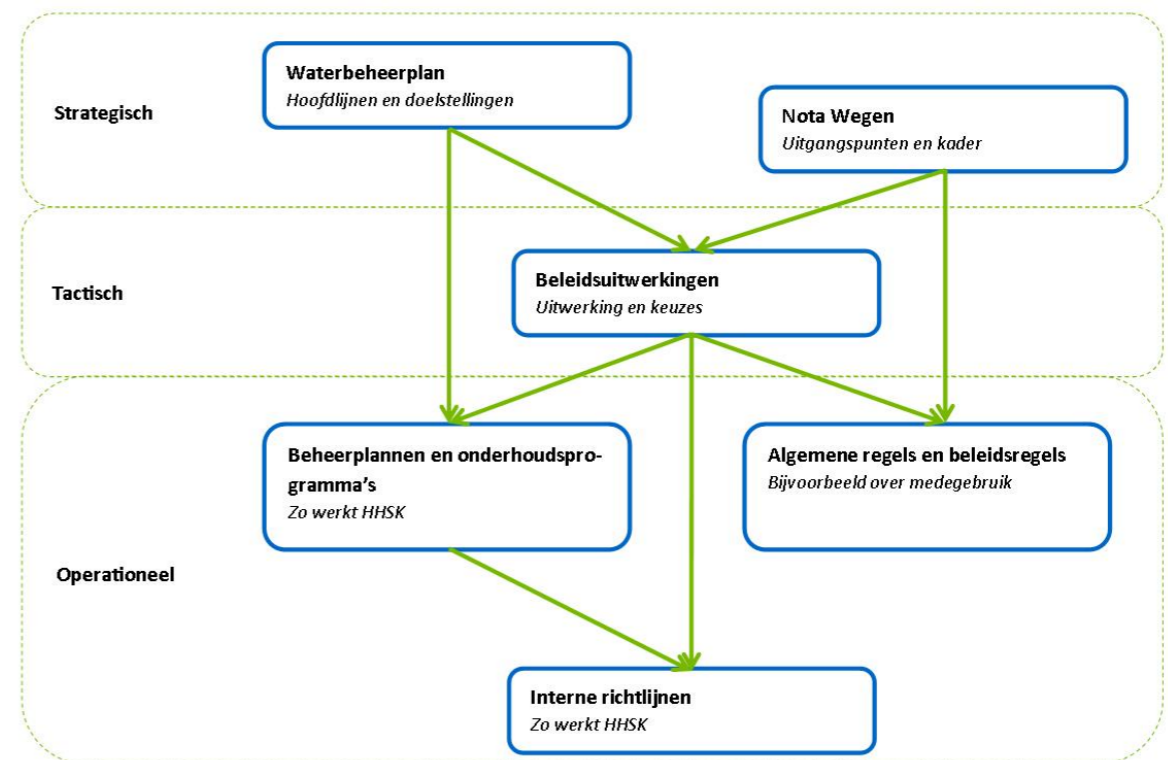 Waterbeheerplan
Hoofdlijnen en doelstellingen
Strategisch
Nota Wegen
Uitgangspunten en kader
Beleidsuitwerkingen
Tactisch
Uitwerking en keuzes
Beheerplannen en onderhoudspro-
gramma's
Zo werkt HHSK
Algemene regels en beleidsregels
Bijvoorbeeld over medegebruik
Operationeel
Interne richtlijnen
Zo werkt HHSK